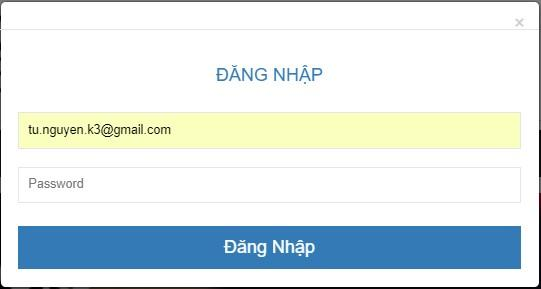 ×
ĐĂNG NHẬP
tu.nguyen.k3@gmail.com
Password
Đăng Nhập